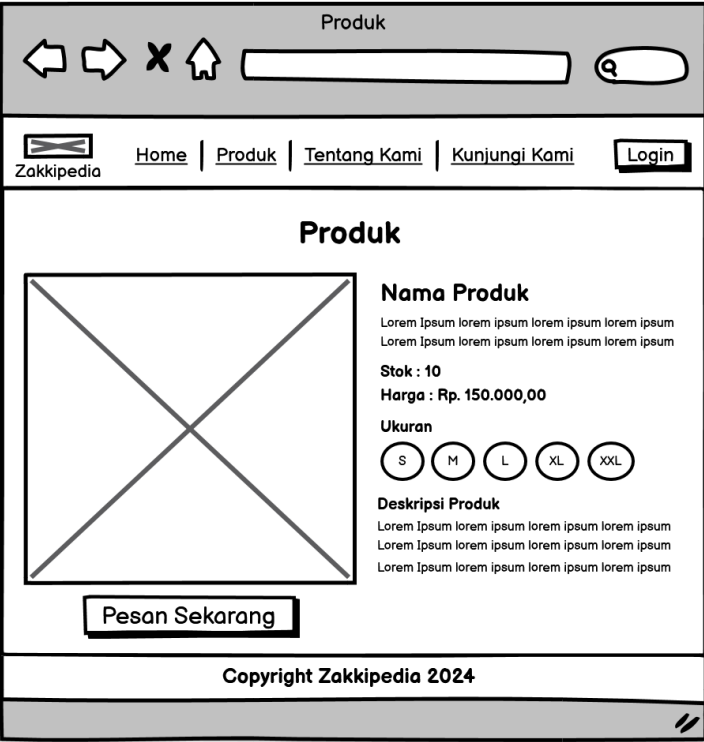 Produk
Zakkipedia
Home
Produk
Tentang Kami
Kunjungi Kami
Login
Produk
Nama Produk
Lorem Ipsum lorem ipsum lorem ipsum lorem ipsum
Lorem Ipsum lorem ipsum lorem ipsum lorem ipsum
Stok : 10
Harga : Rp. 150.000,00
Ukuran
S M L XL XXL
Deskripsi Produk
Lorem Ipsum lorem ipsum lorem ipsum lorem ipsum
Lorem Ipsum lorem ipsum lorem ipsum lorem ipsum
Lorem Ipsum lorem ipsum lorem ipsum lorem ipsum
Pesan Sekarang
Copyright Zakkipedia 2024